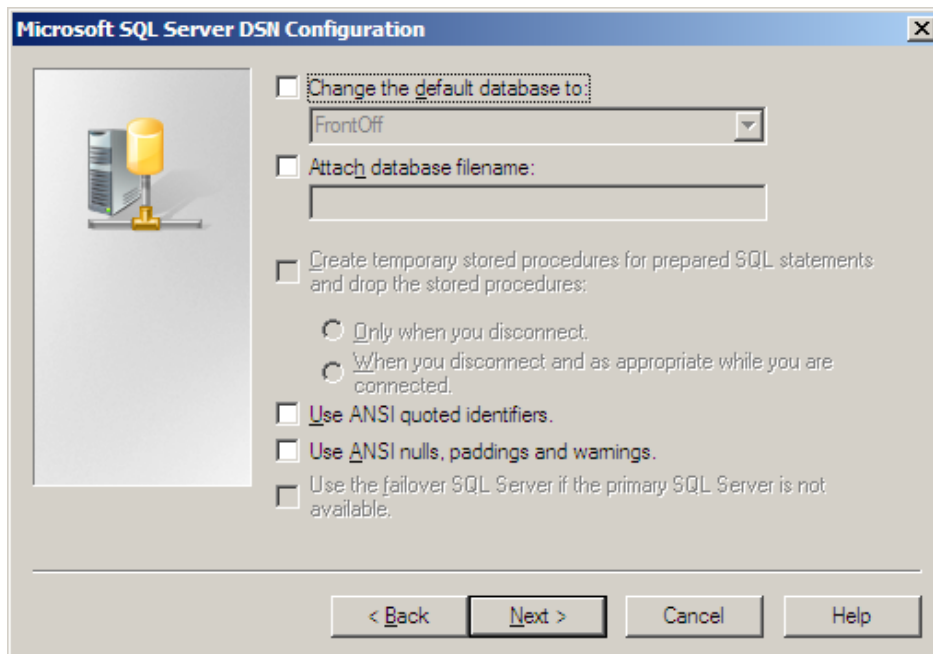 Microsoft SQL Server DSN Configuration
Change the default database to:
FrontOff
Attach database filename:
Create temporary stored procedures for prepared SQL statements
and drop the stored procedures:
Only when you disconnect.
When you disconnect and as appropriate while you are
connected.
Use ANSI quoted identifiers.
Use ANSI nulls, paddings and warnings.
Use the failover SQL Server if the primary SQL Server is not
available.
< Back
Next >
Cancel
Help